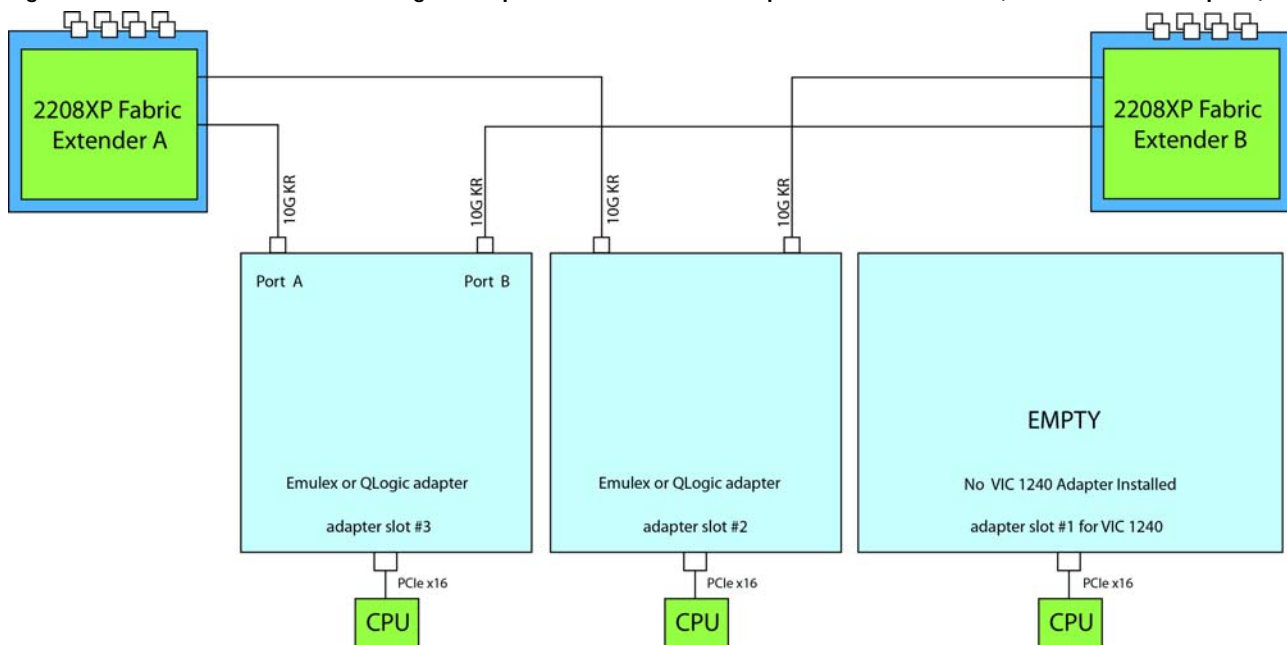 2208XP Fabric
Extender A
2208XP Fabric
Extender B
10G KR
10G KR
10G KR
10G KR
Port A
Port B
EMPTY
Emulex or QLogic adapter
adapter slot #3
Emulex or QLogic adapter
adapter slot #2
No VIC 1240 Adapter Installed
adapter slot #1 for VIC 1240
PCIe x16
PCIe x16
PCIe x16
CPU
CPU
CPU